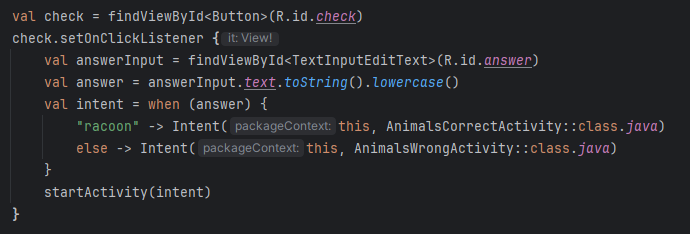 val check = findViewById<Button>(R.id.check)
check.setOnClickListener { it: View!
    val answerInput = findViewById<TextInputEditText>(R.id.answer)
    val answer = answerInput.text.toString().lowercase()
    val intent = when (answer) {
        "racoon" -> Intent( packageContext: this, AnimalsCorrectActivity::class.java)
        else -> Intent( packageContext: this, AnimalsWrongActivity::class.java)
    }
    startActivity(intent)
}